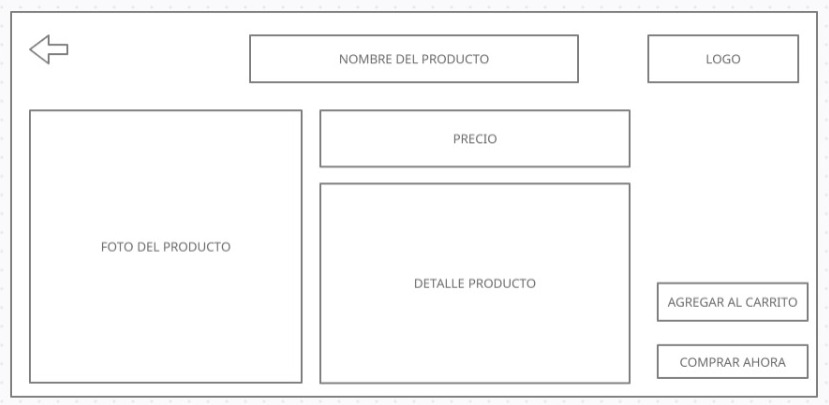 NOMBRE DEL PRODUCTO
LOGO
PRECIO
FOTO DEL PRODUCTO
DETALLE PRODUCTO
AGREGAR AL CARRITO
COMPRAR AHORA